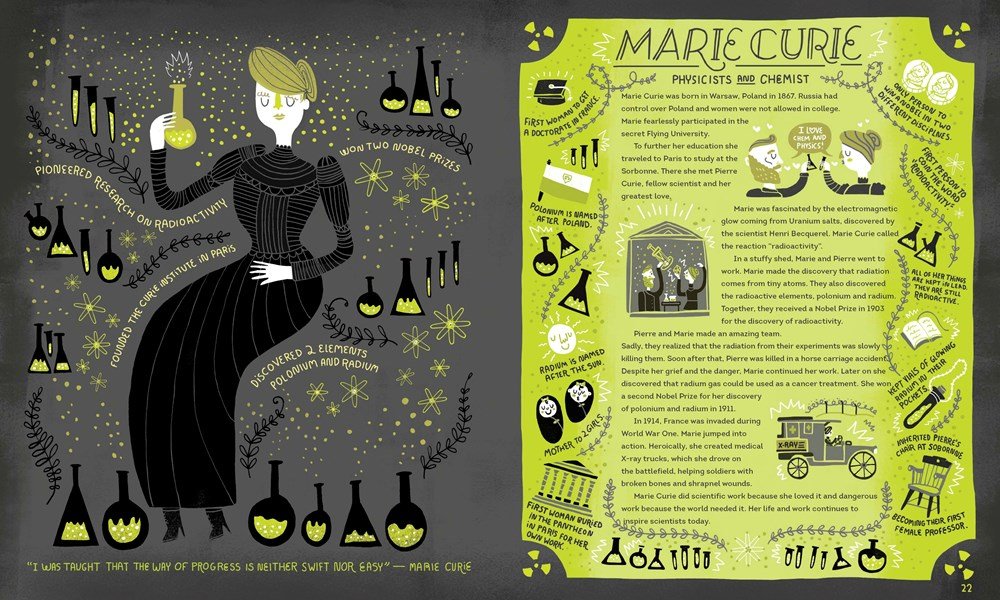 WON TWO NOBEL PRIZES
PIONEERED RESEARCH ON RADIOACTIVITY
FOUNDED THE CURIE INSTITUTE IN PARIS
DISCOVERED 2 ELEMENTS
POLONIUM AND RADIUM
"I WAS TAUGHT THAT THE WAY OF PROGRESS IS NEITHER SWIFT NOR EASY" — MARIE CURIE
MARIE CURIE
PHYSICISTS AND CHEMIST
FIRST WOMAN TO GET
A DOCTORATE IN FRANCE
POLONIUM IS NAMED
AFTER POLAND.
RADIUM IS NAMED
AFTER THE SUN.
MOTHER TO 2 GIRLS
FIRST WOMAN BURIED
IN THE PANTHEON
IN PARIS FOR HER
OWN WORK.
Marie Curie was born in Warsaw, Poland in 1867. Russia had
control over Poland and women were not allowed in college.
Marie fearlessly participated in the
secret Flying University.
To further her education she
traveled to Paris to study at the
Sorbonne. There she met Pierre
Curie, fellow scientist and her
greatest love.
I LOVE
CHEM AND
PHYSICS!
Marie was fascinated by the electromagnetic
glow coming from Uranium salts, discovered by
the scientist Henri Becquerel. Marie Curie called
the reaction "radioactivity".
In a stuffy shed, Marie and Pierre went to
work. Marie made the discovery that radiation
comes from tiny atoms. They also discovered
the radioactive elements, polonium and radium.
Together, they received a Nobel Prize in 1903
for the discovery of radioactivity.
Pierre and Marie made an amazing team.
Sadly, they realized that the radiation from their experiments was slowly
killing them. Soon after that, Pierre was killed in a horse carriage accident.
Despite her grief and the danger, Marie continued her work. Later on she
discovered that radium gas could be used as a cancer treatment. She won
a second Nobel Prize for her discovery
of polonium and radium in 1911.
In 1914, France was invaded during
World War One. Marie jumped into
action. Heroically, she created medical
X-ray trucks, which she drove on
the battlefield, helping soldiers with
broken bones and shrapnel wounds.
X-RAY
Marie Curie did scientific work because she loved it and dangerous
work because the world needed it. Her life and work continues to
inspire scientists today.
ONLY PERSON TO
WIN A NOBEL IN TWO
DIFFERENT DISCIPLINES.
FIRST PERSON TO
COIN THE WORD
"RADIOACTIVITY."
ALL OF HER THINGS
ARE KEPT IN LEAD.
THEY ARE STILL
RADIOACTIVE.
KEPT VIALS OF GLOWING
RADIUM IN THEIR
POCKETS.
INHERITED PIERRE'S
CHAIR AT SOBORNNE
BECOMING THEIR FIRST
FEMALE PROFESSOR.
22